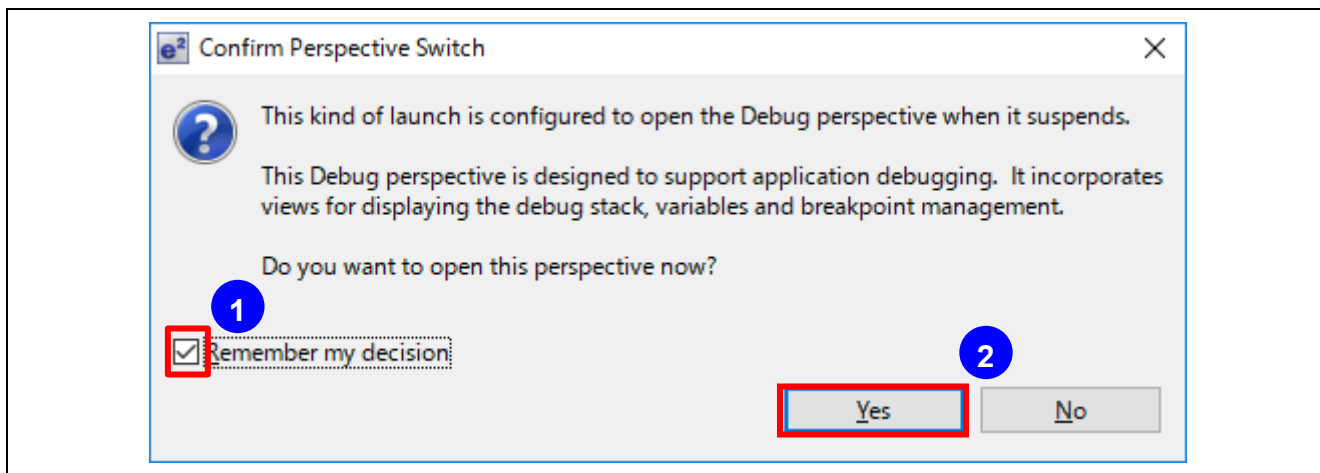 e² Confirm Perspective Switch
This kind of launch is configured to open the Debug perspective when it suspends.
This Debug perspective is designed to support application debugging.  It incorporates
views for displaying the debug stack, variables and breakpoint management.
Do you want to open this perspective now?
1
Remember my decision
2
Yes No